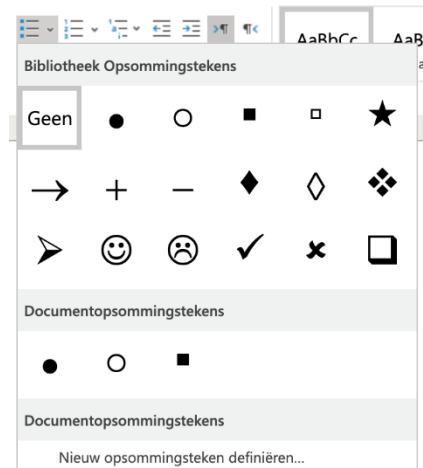 AaBbCc AaB
Bibliotheek Opsommingstekens
Geen
Documentopsommingstekens
Documentopsommingstekens
Nieuw opsommingsteken definiëren...